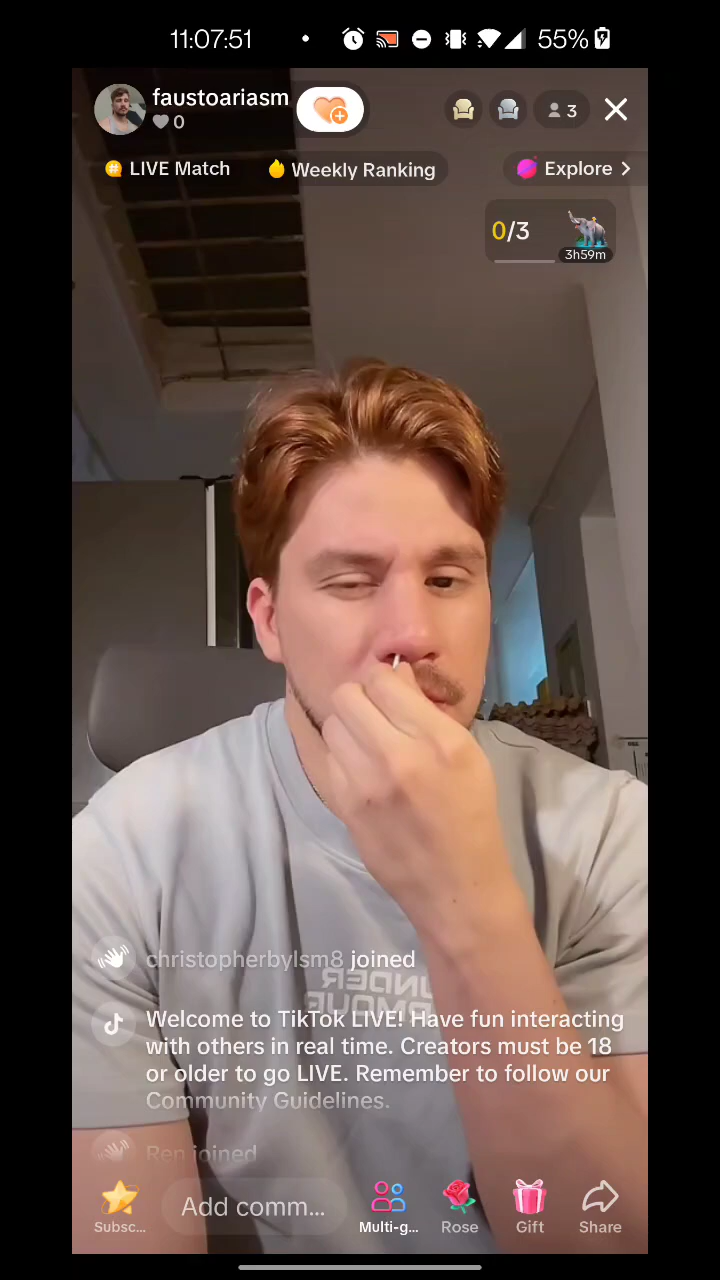 11:07:51
55%
faustoariasm
0
3
LIVE Match
Weekly Ranking
Explore
0/3
3h59m
christopherbylsm8 joined
UNDER
ARMOUR
Welcome to TikTok LIVE! Have fun interacting
with others in real time. Creators must be 18
or older to go LIVE. Remember to follow our
Community Guidelines.
Ren joined
Subsc...
Add comm...
Multi-g...
Rose
Gift
Share